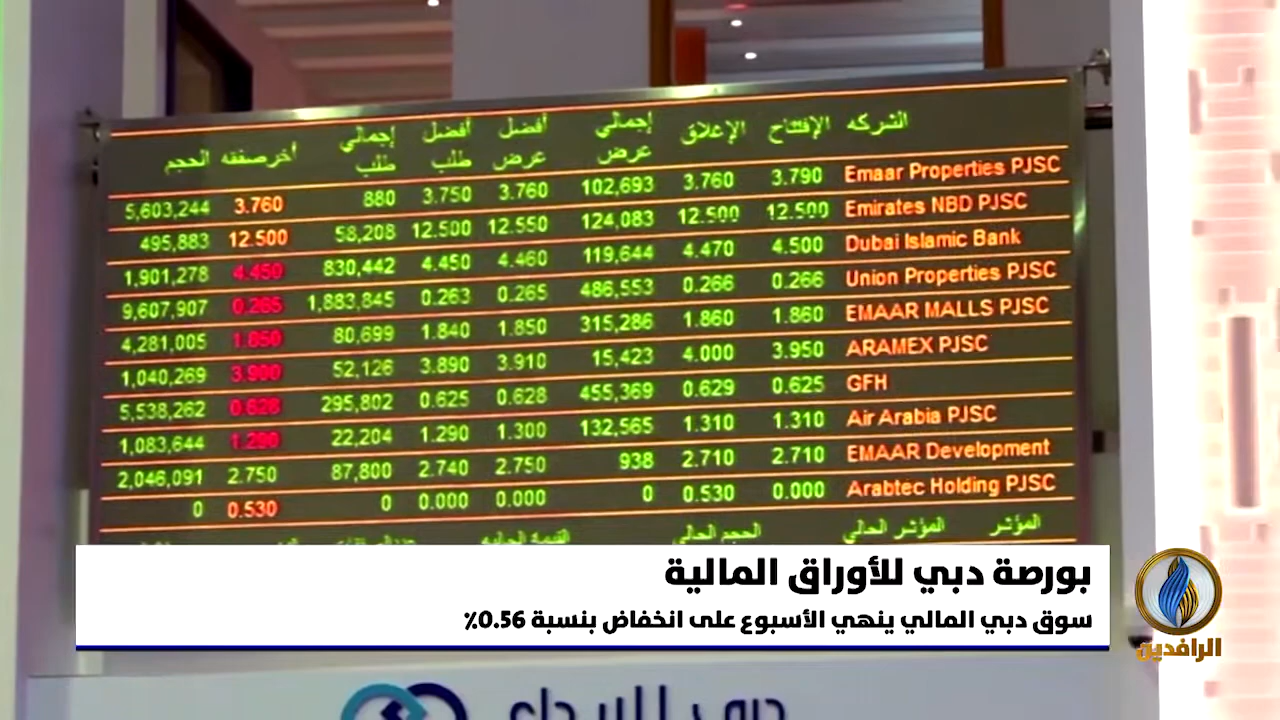 الشركه الإفتتاح الإغلاق إجمالي عرض أفضل عرض أفضل طلب إجمالي طلب أخرصفقه الحجم
Emaar Properties PJSC 3.790 3.760 102,693 3.760 3.750 880 3.760 5,603,244
Emirates NBD PJSC 12.500 12.500 124,083 12.550 12.500 58,208 12.500 495,883
Dubai Islamic Bank 4.500 4.470 119,644 4.460 4.450 830,442 4.450 1,901,278
Union Properties PJSC 0.266 0.266 486,553 0.265 0.263 1,883,845 0.265 9,607,907
EMAAR MALLS PJSC 1.860 1.860 315,286 1.850 1.840 80,699 1.850 4,281,005
ARAMEX PJSC 3.950 4.000 15,423 3.910 3.890 52,126 3.900 1,040,269
GFH 0.625 0.629 455,369 0.628 0.625 295,802 0.628 5,538,262
Air Arabia PJSC 1.310 1.310 132,565 1.300 1.290 22,204 1.290 1,083,644
EMAAR Development 2.710 2.710 938 2.750 2.740 87,800 2.750 2,046,091
Arabtec Holding PJSC 0.000 0.530 0 0.000 0.000 0 0.530 0
المؤشر المؤشر الحالي الحجم الحالي
بورصة دبي للأوراق المالية
سوق دبي المالي ينهي الأسبوع على انخفاض بنسبة 0.56٪
الرافدين